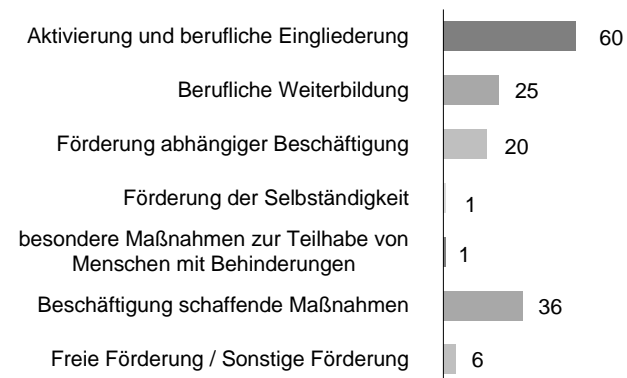 Aktivierung und berufliche Eingliederung 60
Berufliche Weiterbildung 25
Förderung abhängiger Beschäftigung 20
Förderung der Selbständigkeit 1
besondere Maßnahmen zur Teilhabe von
Menschen mit Behinderungen 1
Beschäftigung schaffende Maßnahmen 36
Freie Förderung / Sonstige Förderung 6